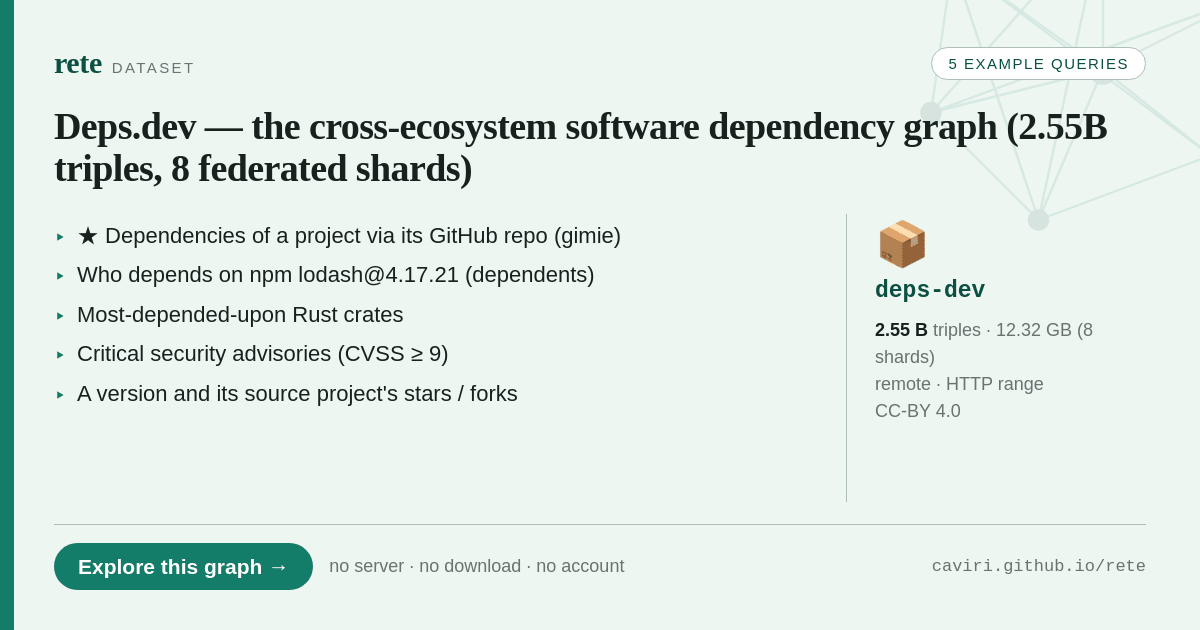 rete DATASET
5 EXAMPLE QUERIES
Deps.dev — the cross-ecosystem software dependency graph (2.55B
triples, 8 federated shards)
▸ ★ Dependencies of a project via its GitHub repo (gimie)
▸ Who depends on npm lodash@4.17.21 (dependents)
▸ Most-depended-upon Rust crates
▸ Critical security advisories (CVSS ≥ 9)
▸ A version and its source project's stars / forks
deps-dev
2.55 B triples · 12.32 GB (8
shards)
remote · HTTP range
CC-BY 4.0
Explore this graph →
no server · no download · no account
caviri.github.io/rete